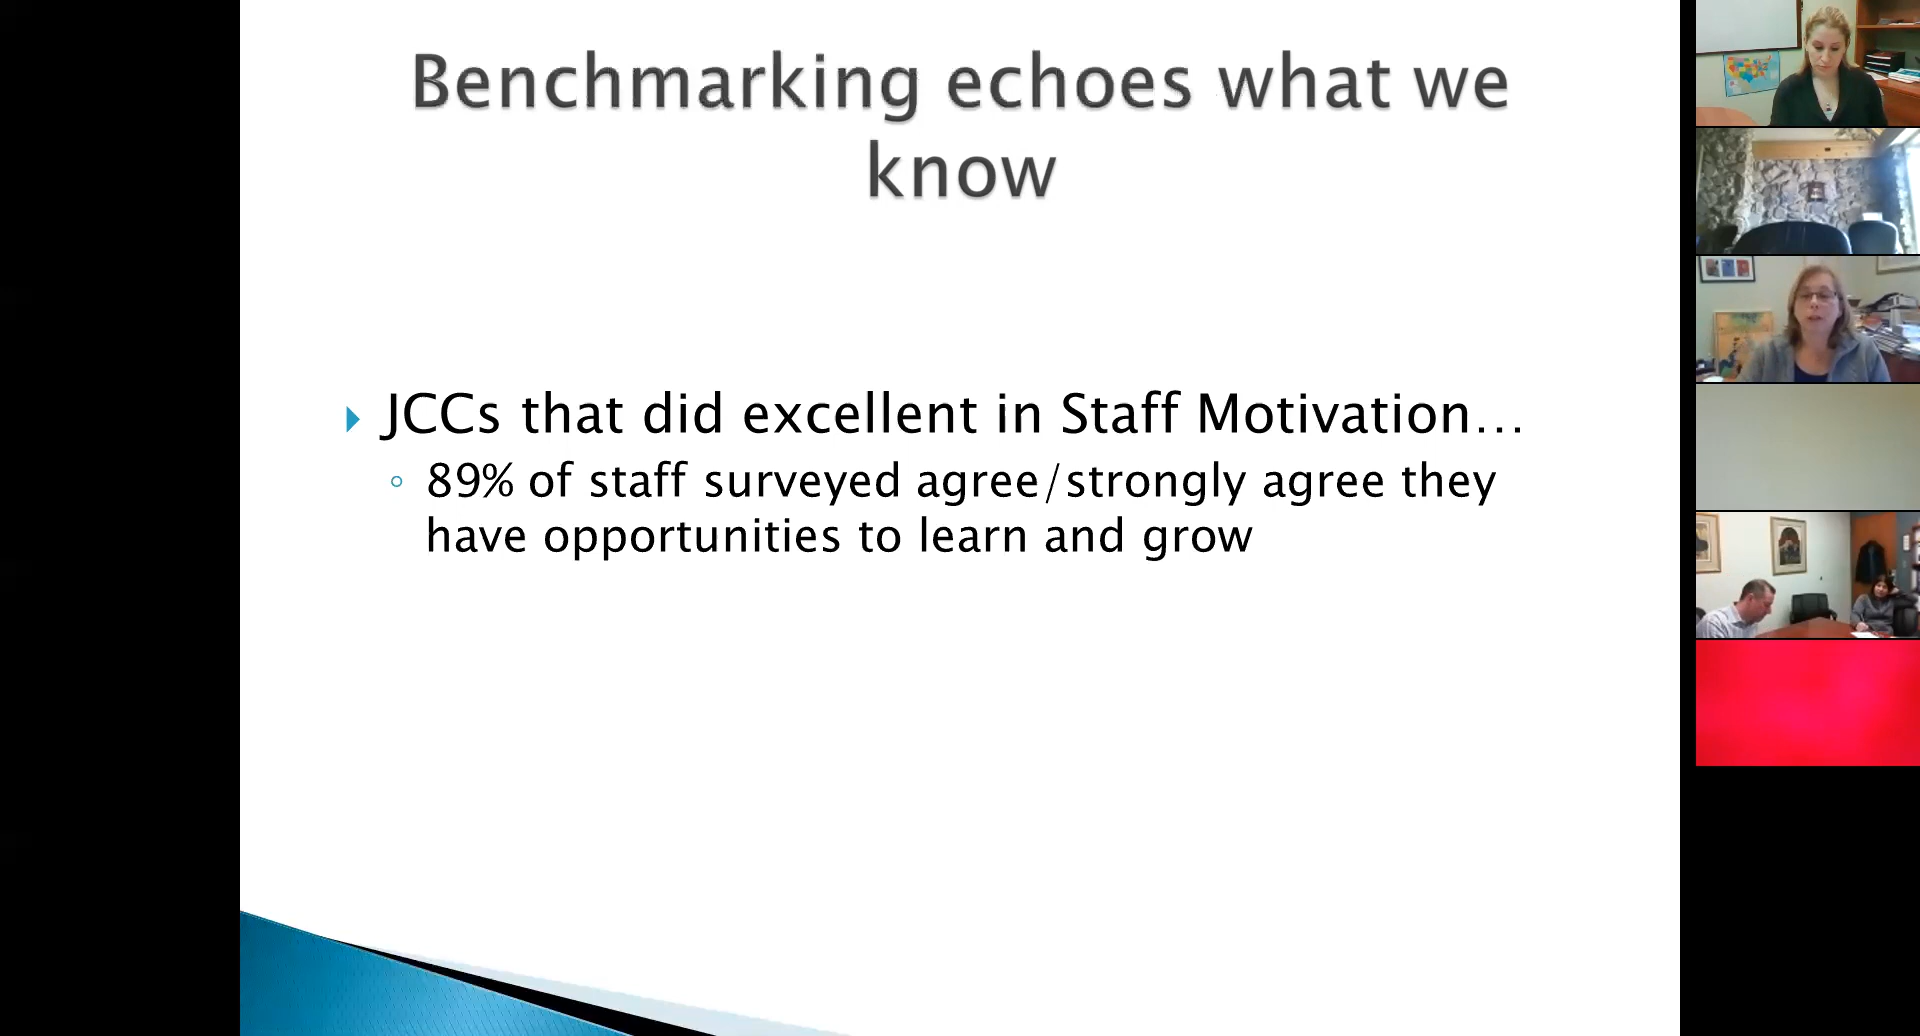 Benchmarking echoes what we
know
JCCs that did excellent in Staff Motivation…
89% of staff surveyed agree/strongly agree they
have opportunities to learn and grow